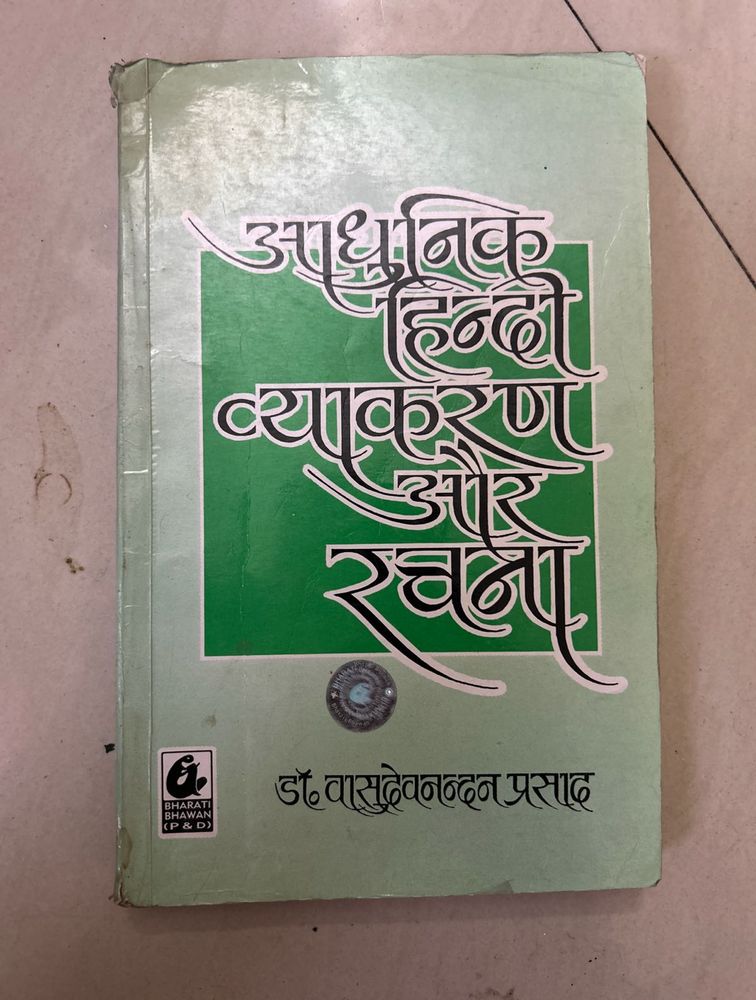 आधुनिक
हिन्दी
व्याकरण
और
रचना
डॉ. वासुदेवनन्दन प्रसाद
BHARATI
BHAWAN
(P & D)